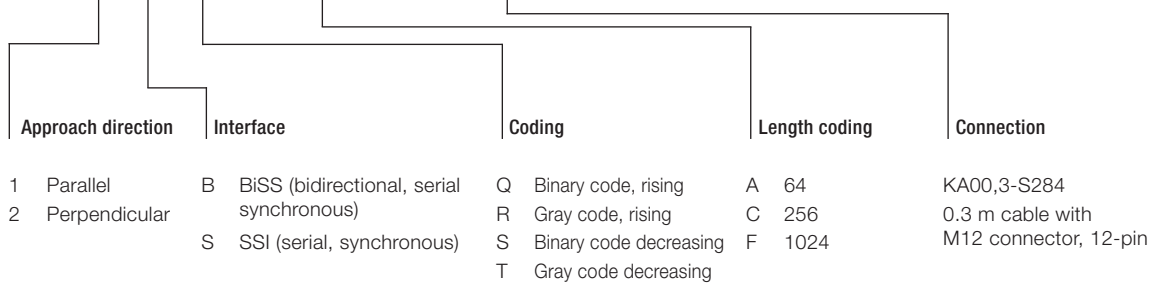 Approach direction
1 Parallel
2 Perpendicular
Interface
B BiSS (bidirectional, serial
synchronous)
S SSI (serial, synchronous)
Coding
Q Binary code, rising
R Gray code, rising
S Binary code decreasing
T Gray code decreasing
Length coding
A 64
C 256
F 1024
Connection
KA00,3-S284
0.3 m cable with
M12 connector, 12-pin